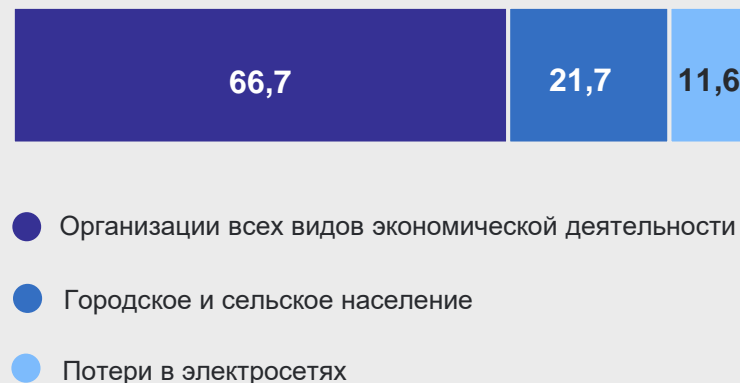 66,7 21,7 11,6
Организации всех видов экономической деятельности
Городское и сельское население
Потери в электросетях